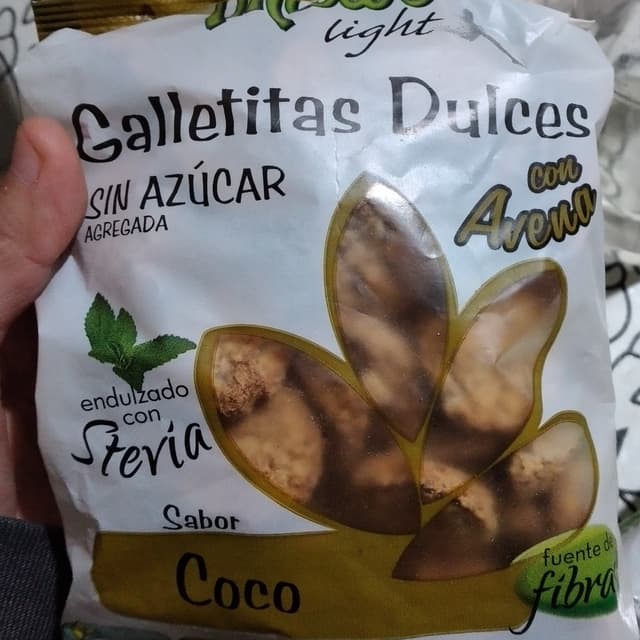 light
Galletitas Dulces
SIN AZÚCAR
AGREGADA
con
Avena
endulzado
con
Stevia
Sabor
Coco
fuente de
fibra